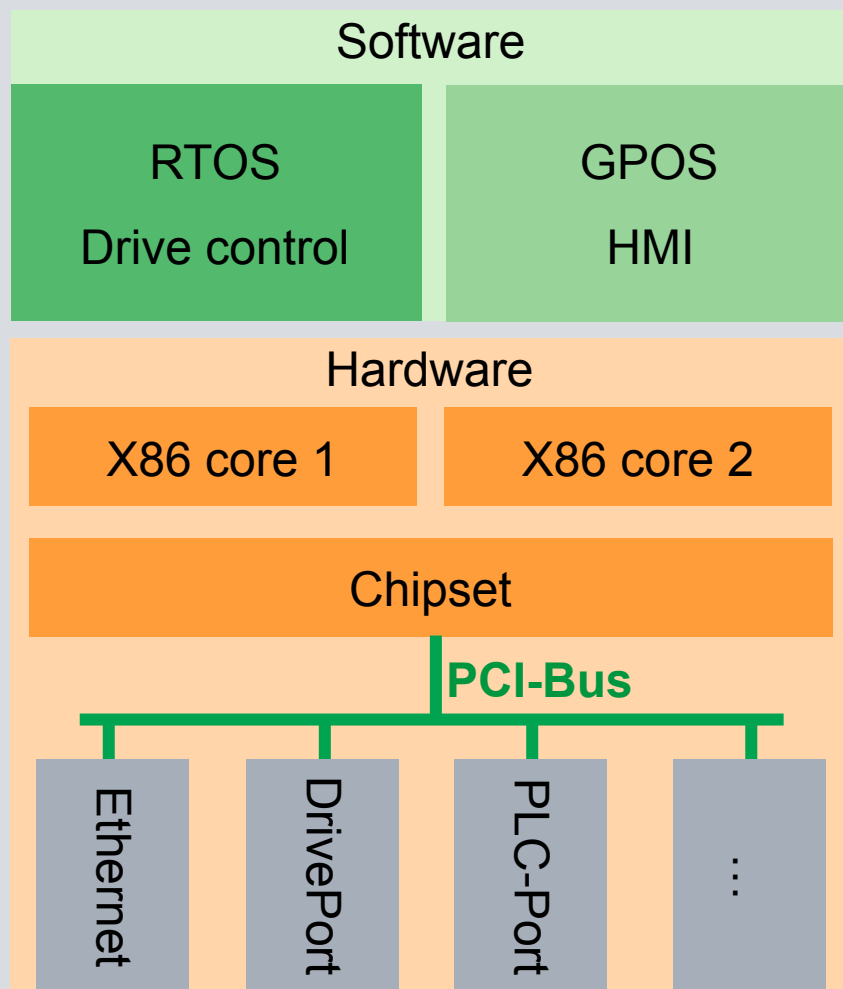 Software
RTOS
Drive control
GPOS
HMI
Hardware
X86 core 1
X86 core 2
Chipset
PCI-Bus
Ethernet
DrivePort
PLC-Port
...